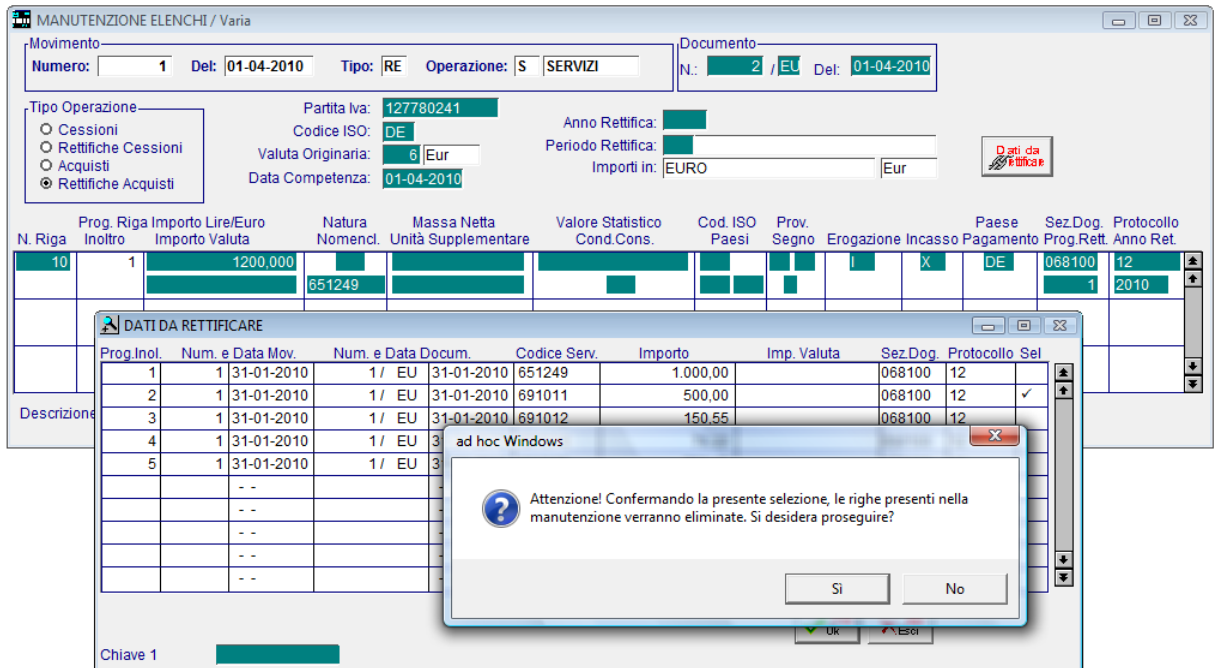 MANUTENZIONE ELENCHI / Varia
Movimento
Numero: 1 Del: 01-04-2010 Tipo: RE Operazione: S SERVIZI
Documento
N.: 2 / EU Del: 01-04-2010
Tipo Operazione
Cessioni
Rettifiche Cessioni
Acquisti
Rettifiche Acquisti
Partita Iva: 127780241
Codice ISO: DE
Valuta Originaria: 6 Eur
Data Competenza: 01-04-2010
Anno Rettifica:
Periodo Rettifica:
Importi in: EURO Eur
Dati da rettificare
Prog. Riga Importo Lire/Euro Natura Massa Netta Valore Statistico Cod. ISO Prov. Paese Sez.Dog. Protocollo
N. Riga Inoltro Importo Valuta Nomencl. Unità Supplementare Cond.Cons. Paesi Segno Erogazione Incasso Pagamento Prog.Rett. Anno Ret.
10 1 1200,000 I X DE 068100 12
651249 1 2010
Descrizione
DATI DA RETTIFICARE
Prog.Inol. Num. e Data Mov. Num. e Data Docum. Codice Serv. Importo Imp. Valuta Sez.Dog. Protocollo Sel
1 1 31-01-2010 1 / EU 31-01-2010 651249 1.000,00 068100 12
2 1 31-01-2010 1 / EU 31-01-2010 691011 500,00 068100 12 ✓
3 1 31-01-2010 1 / EU 31-01-2010 691012 150,55 068100 12
4 1 31-01-2010 1 / EU 3
5 1 31-01-2010 1 / EU 3
- -
- -
- -
- -
- -
ad hoc Windows
Attenzione! Confermando la presente selezione, le righe presenti nella
manutenzione verranno eliminate. Si desidera proseguire?
Sì No
Ok Esci
Chiave 1